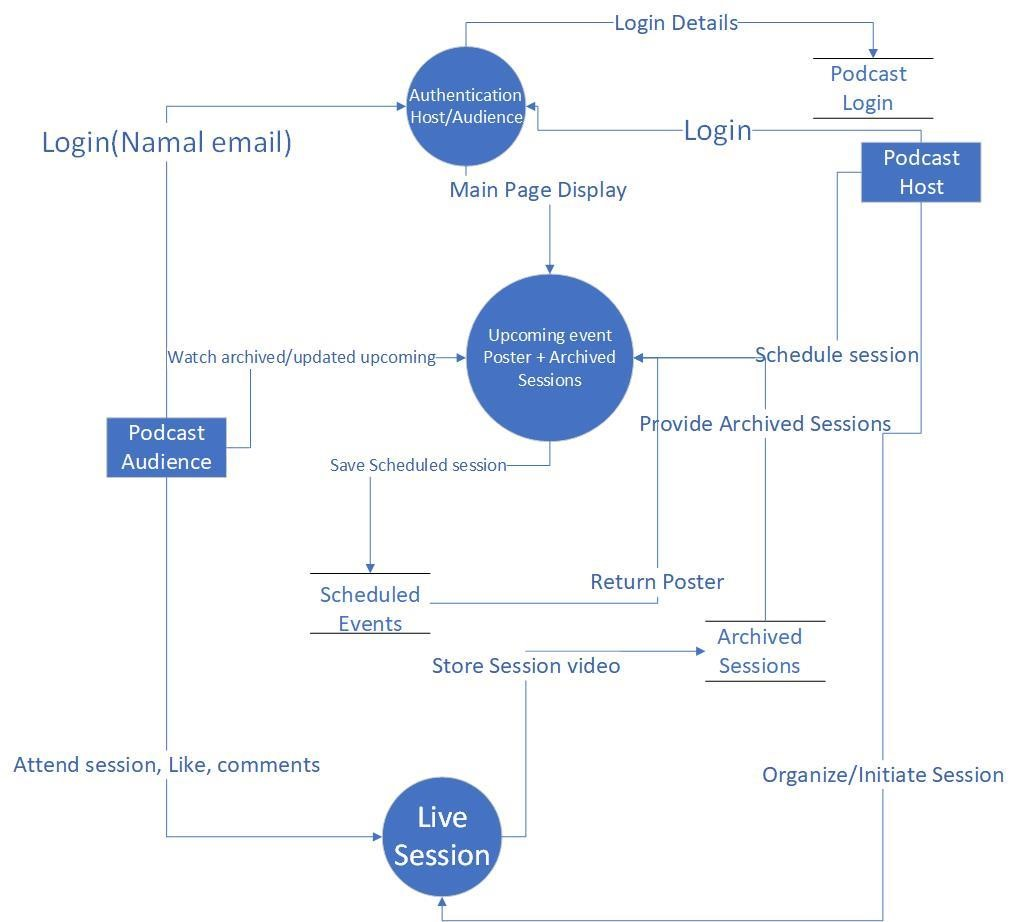 Login Details
Podcast
Login
Authentication
Host/Audience
Login(Namal email)
Login
Podcast
Host
Main Page Display
Upcoming event
Poster + Archived
Sessions
Watch archived/updated upcoming
Schedule session
Provide Archived Sessions
Podcast
Audience
Save Scheduled session
Scheduled
Events
Return Poster
Archived
Sessions
Store Session video
Attend session, Like, comments
Organize/Initiate Session
Live
Session